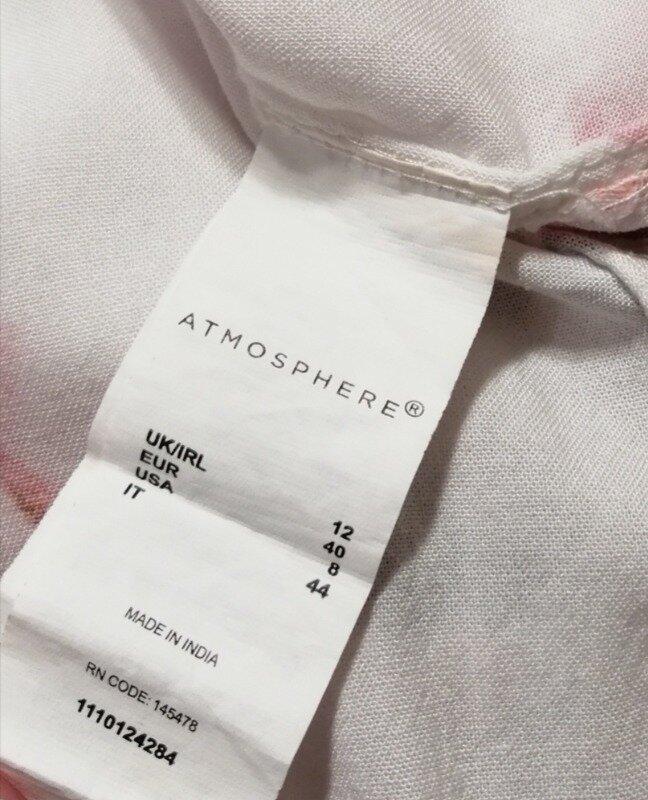 ATMOSPHERE®
UK/IRL 12
EUR 40
USA 8
IT 44
MADE IN INDIA
RN CODE: 145478
1110124284